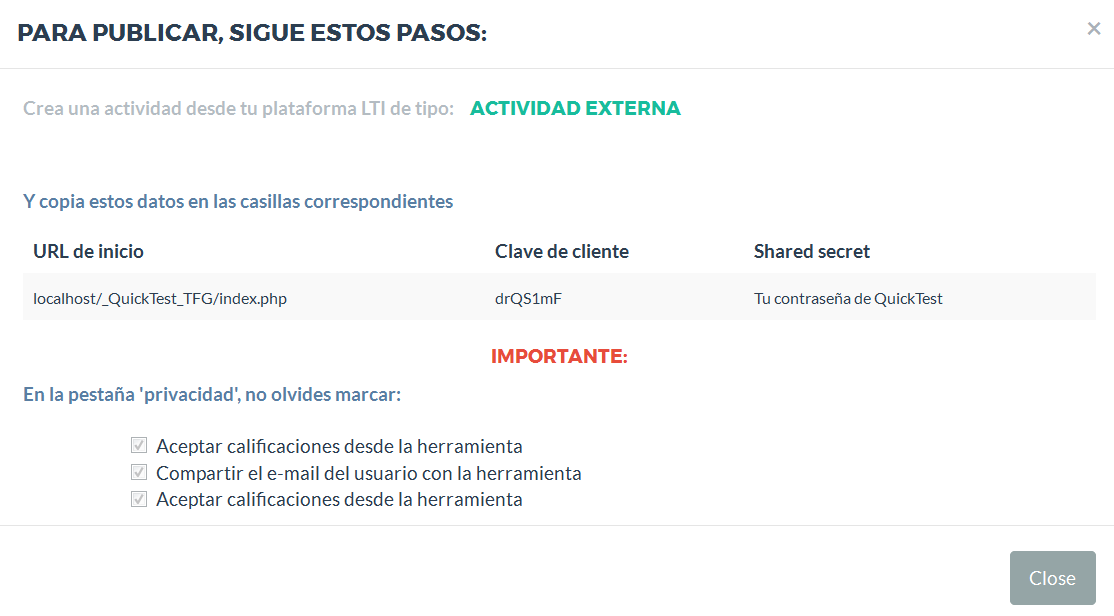 PARA PUBLICAR, SIGUE ESTOS PASOS:
×
Crea una actividad desde tu plataforma LTI de tipo: ACTIVIDAD EXTERNA
Y copia estos datos en las casillas correspondientes
URL de inicio Clave de cliente Shared secret
localhost/_QuickTest_TFG/index.php drQS1mF Tu contraseña de QuickTest
IMPORTANTE:
En la pestaña 'privacidad', no olvides marcar:
Aceptar calificaciones desde la herramienta
Compartir el e-mail del usuario con la herramienta
Aceptar calificaciones desde la herramienta
Close